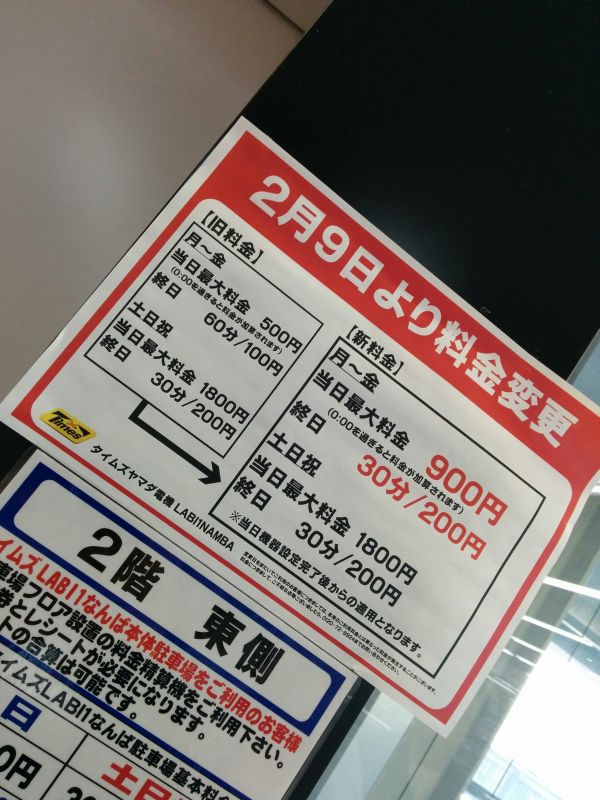 2月9日より料金変更
【旧料金】
月～金
当日最大料金 500円
(0:00を過ぎると料金が加算されます)
終日 60分/100円
土日祝
当日最大料金 1800円
終日 30分/200円
【新料金】
月～金
当日最大料金 900円
(0:00を過ぎると料金が加算されます)
終日 30分/200円
土日祝
当日最大料金 1800円
終日 30分/200円
※当日機器設定完了後からの適用となります。
Times
タイムズヤマダ電機 LABI1NAMBA
2階 東側
イムズLABI1なんば本体駐車場をご利用のお客様
車場フロア設置の料金精算機をご利用下さい。
券とレシートが必要になります。
トの合算は可能です。
イムズLABI1なんば駐車場基本料金
日
土日
0円